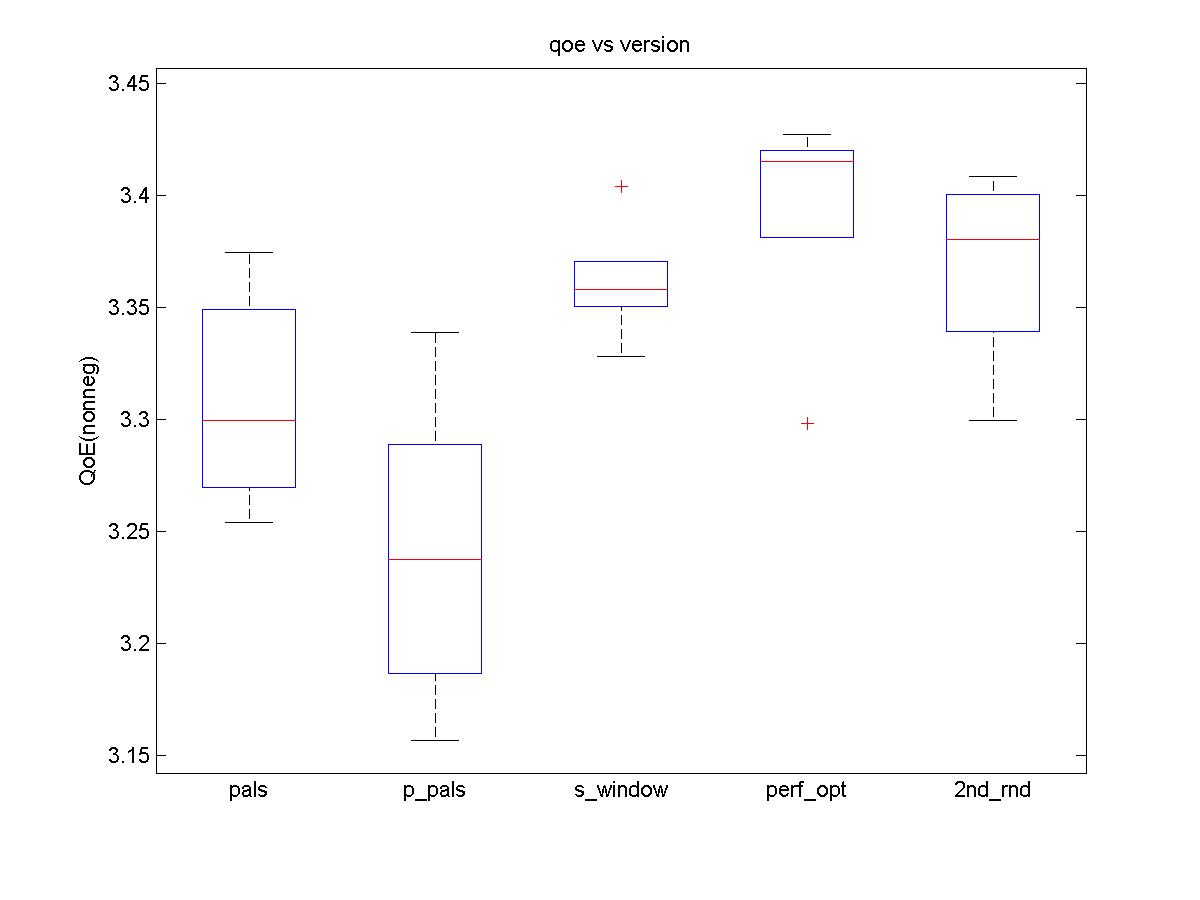 qoe vs version
3.45
3.4
3.35
3.3
3.25
3.2
3.15
QoE(nonneg)
pals
p_pals
s_window
perf_opt
2nd_rnd